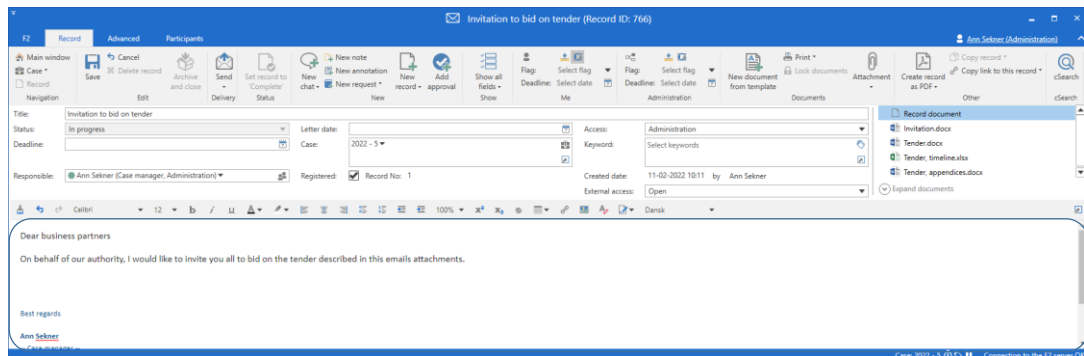 Invitation to bid on tender (Record ID: 766)
F2 Record Advanced Participants Ann Sekner (Administration)
Main window
Case
Record
Navigation
Save
Cancel
Delete record
Archive and close
Edit
Send
Delivery
Set record to 'Complete'
Status
New chat
New note
New annotation
New request
New record
Add approval
New
Show all fields
Show
Flag: Select flag
Deadline: Select date
Me
Flag: Select flag
Deadline: Select date
Administration
New document from template
Print
Lock documents
Documents
Attachment
Create record as PDF
Copy record
Copy link to this record
Other
cSearch
cSearch
Title: Invitation to bid on tender
Status: In progress Letter date: Access: Administration
Deadline: Case: 2022 - 5 Keyword: Select keywords
Responsible: Ann Sekner (Case manager, Administration) Registered: Record No: 1 Created date: 11-02-2022 10:11 by Ann Sekner
External access: Open
Record document
Invitation.docx
Tender.docx
Tender, timeline.xlsx
Tender, appendices.docx
Expand documents
Calibri 12 b i u 100% Dansk
Dear business partners
On behalf of our authority, I would like to invite you all to bid on the tender described in this emails attachments.
Best regards
Ann Sekner
Case manager
Case: 2022 - 5 Connection to the F2 server OK